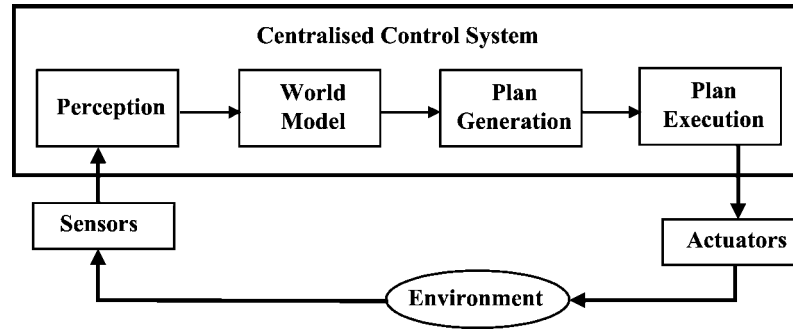 Centralised Control System
Perception
World
Model
Plan
Generation
Plan
Execution
Sensors
Actuators
Environment